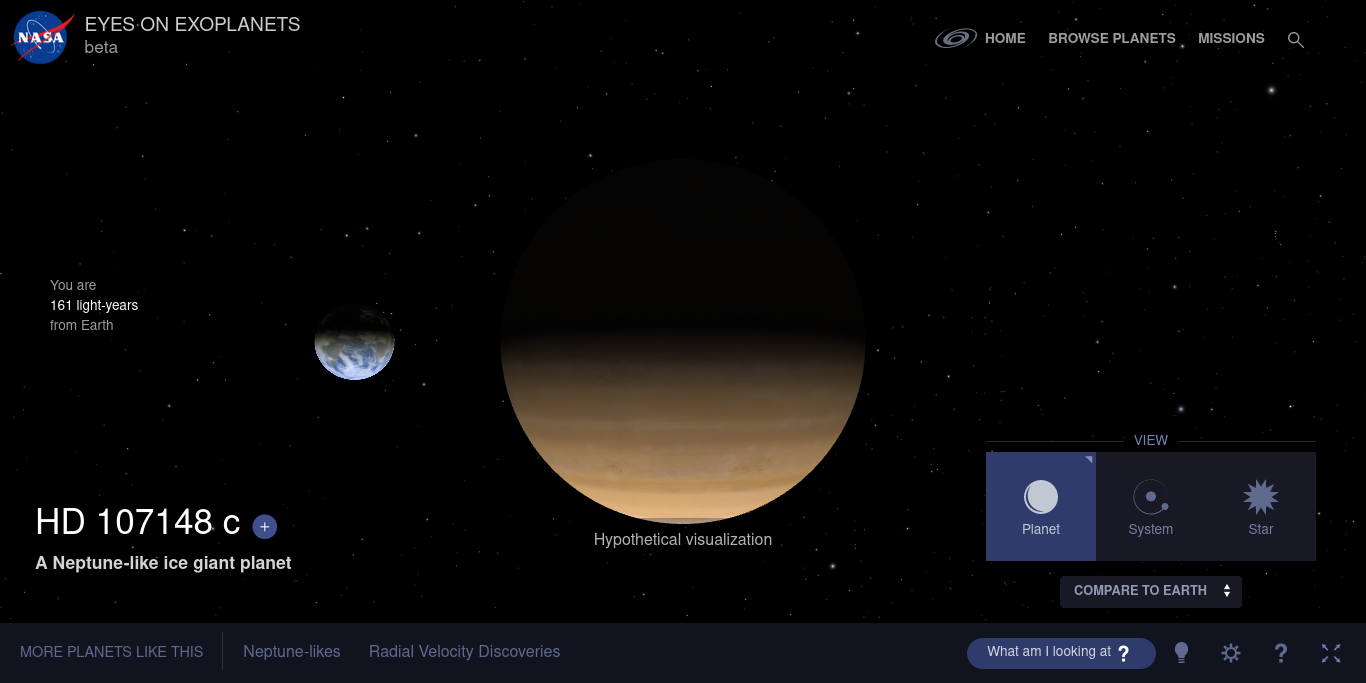 NASA
EYES ON EXOPLANETS
beta
HOME
BROWSE PLANETS
MISSIONS
You are
161 light-years
from Earth
HD 107148 c +
A Neptune-like ice giant planet
Hypothetical visualization
VIEW
Planet
System
Star
COMPARE TO EARTH
MORE PLANETS LIKE THIS
Neptune-likes
Radial Velocity Discoveries
What am I looking at ?
?